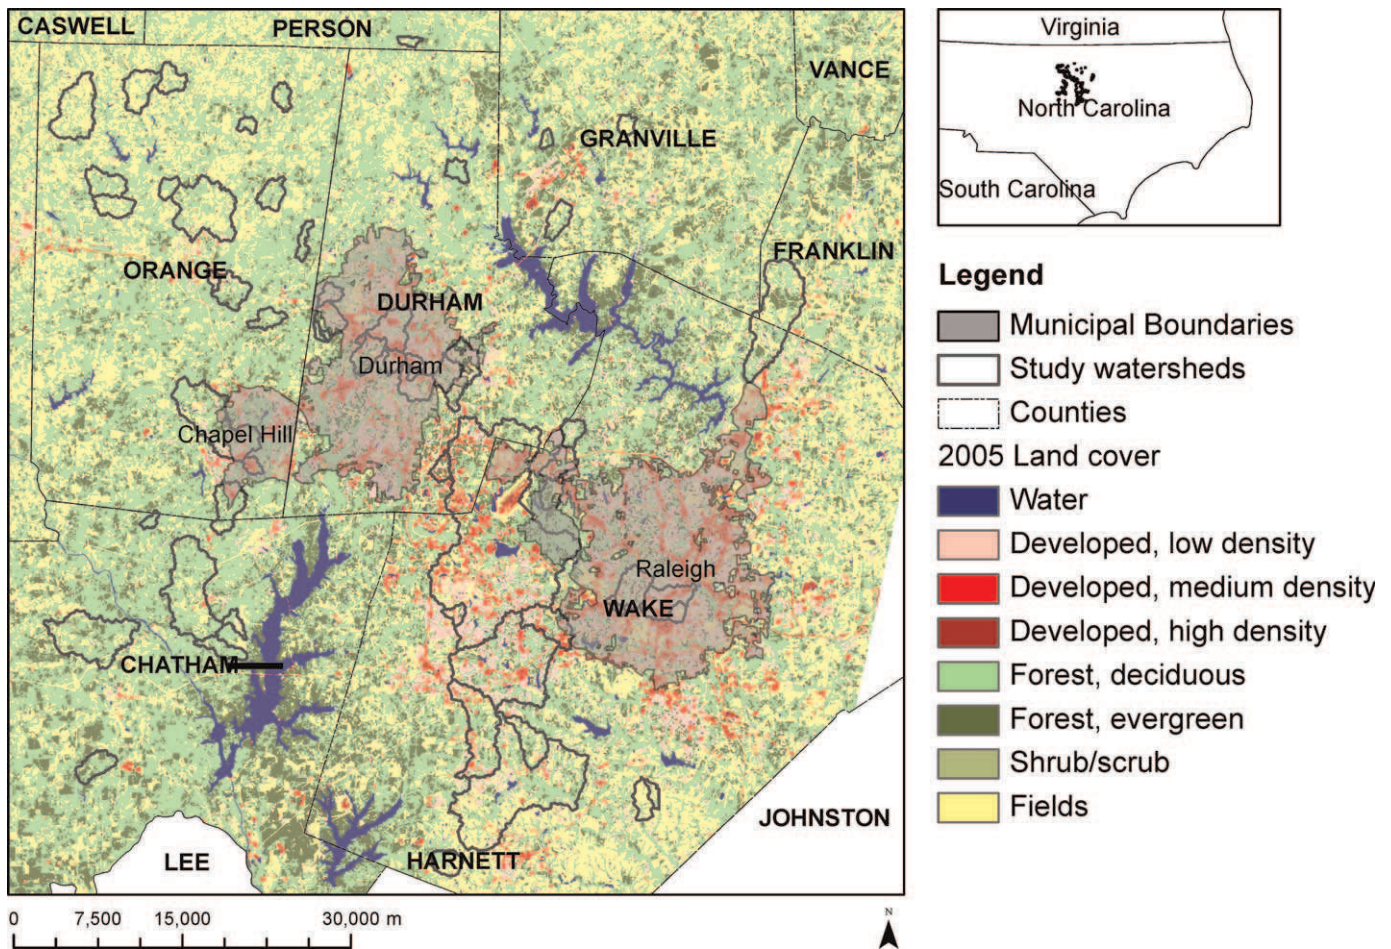 CASWELL
PERSON
VANCE
GRANVILLE
FRANKLIN
ORANGE
DURHAM
Durham
Chapel Hill
Raleigh
WAKE
CHATHAM
JOHNSTON
HARNETT
LEE
0 7,500 15,000 30,000 m
N
Virginia
North Carolina
South Carolina
Legend
Municipal Boundaries
Study watersheds
Counties
2005 Land cover
Water
Developed, low density
Developed, medium density
Developed, high density
Forest, deciduous
Forest, evergreen
Shrub/scrub
Fields